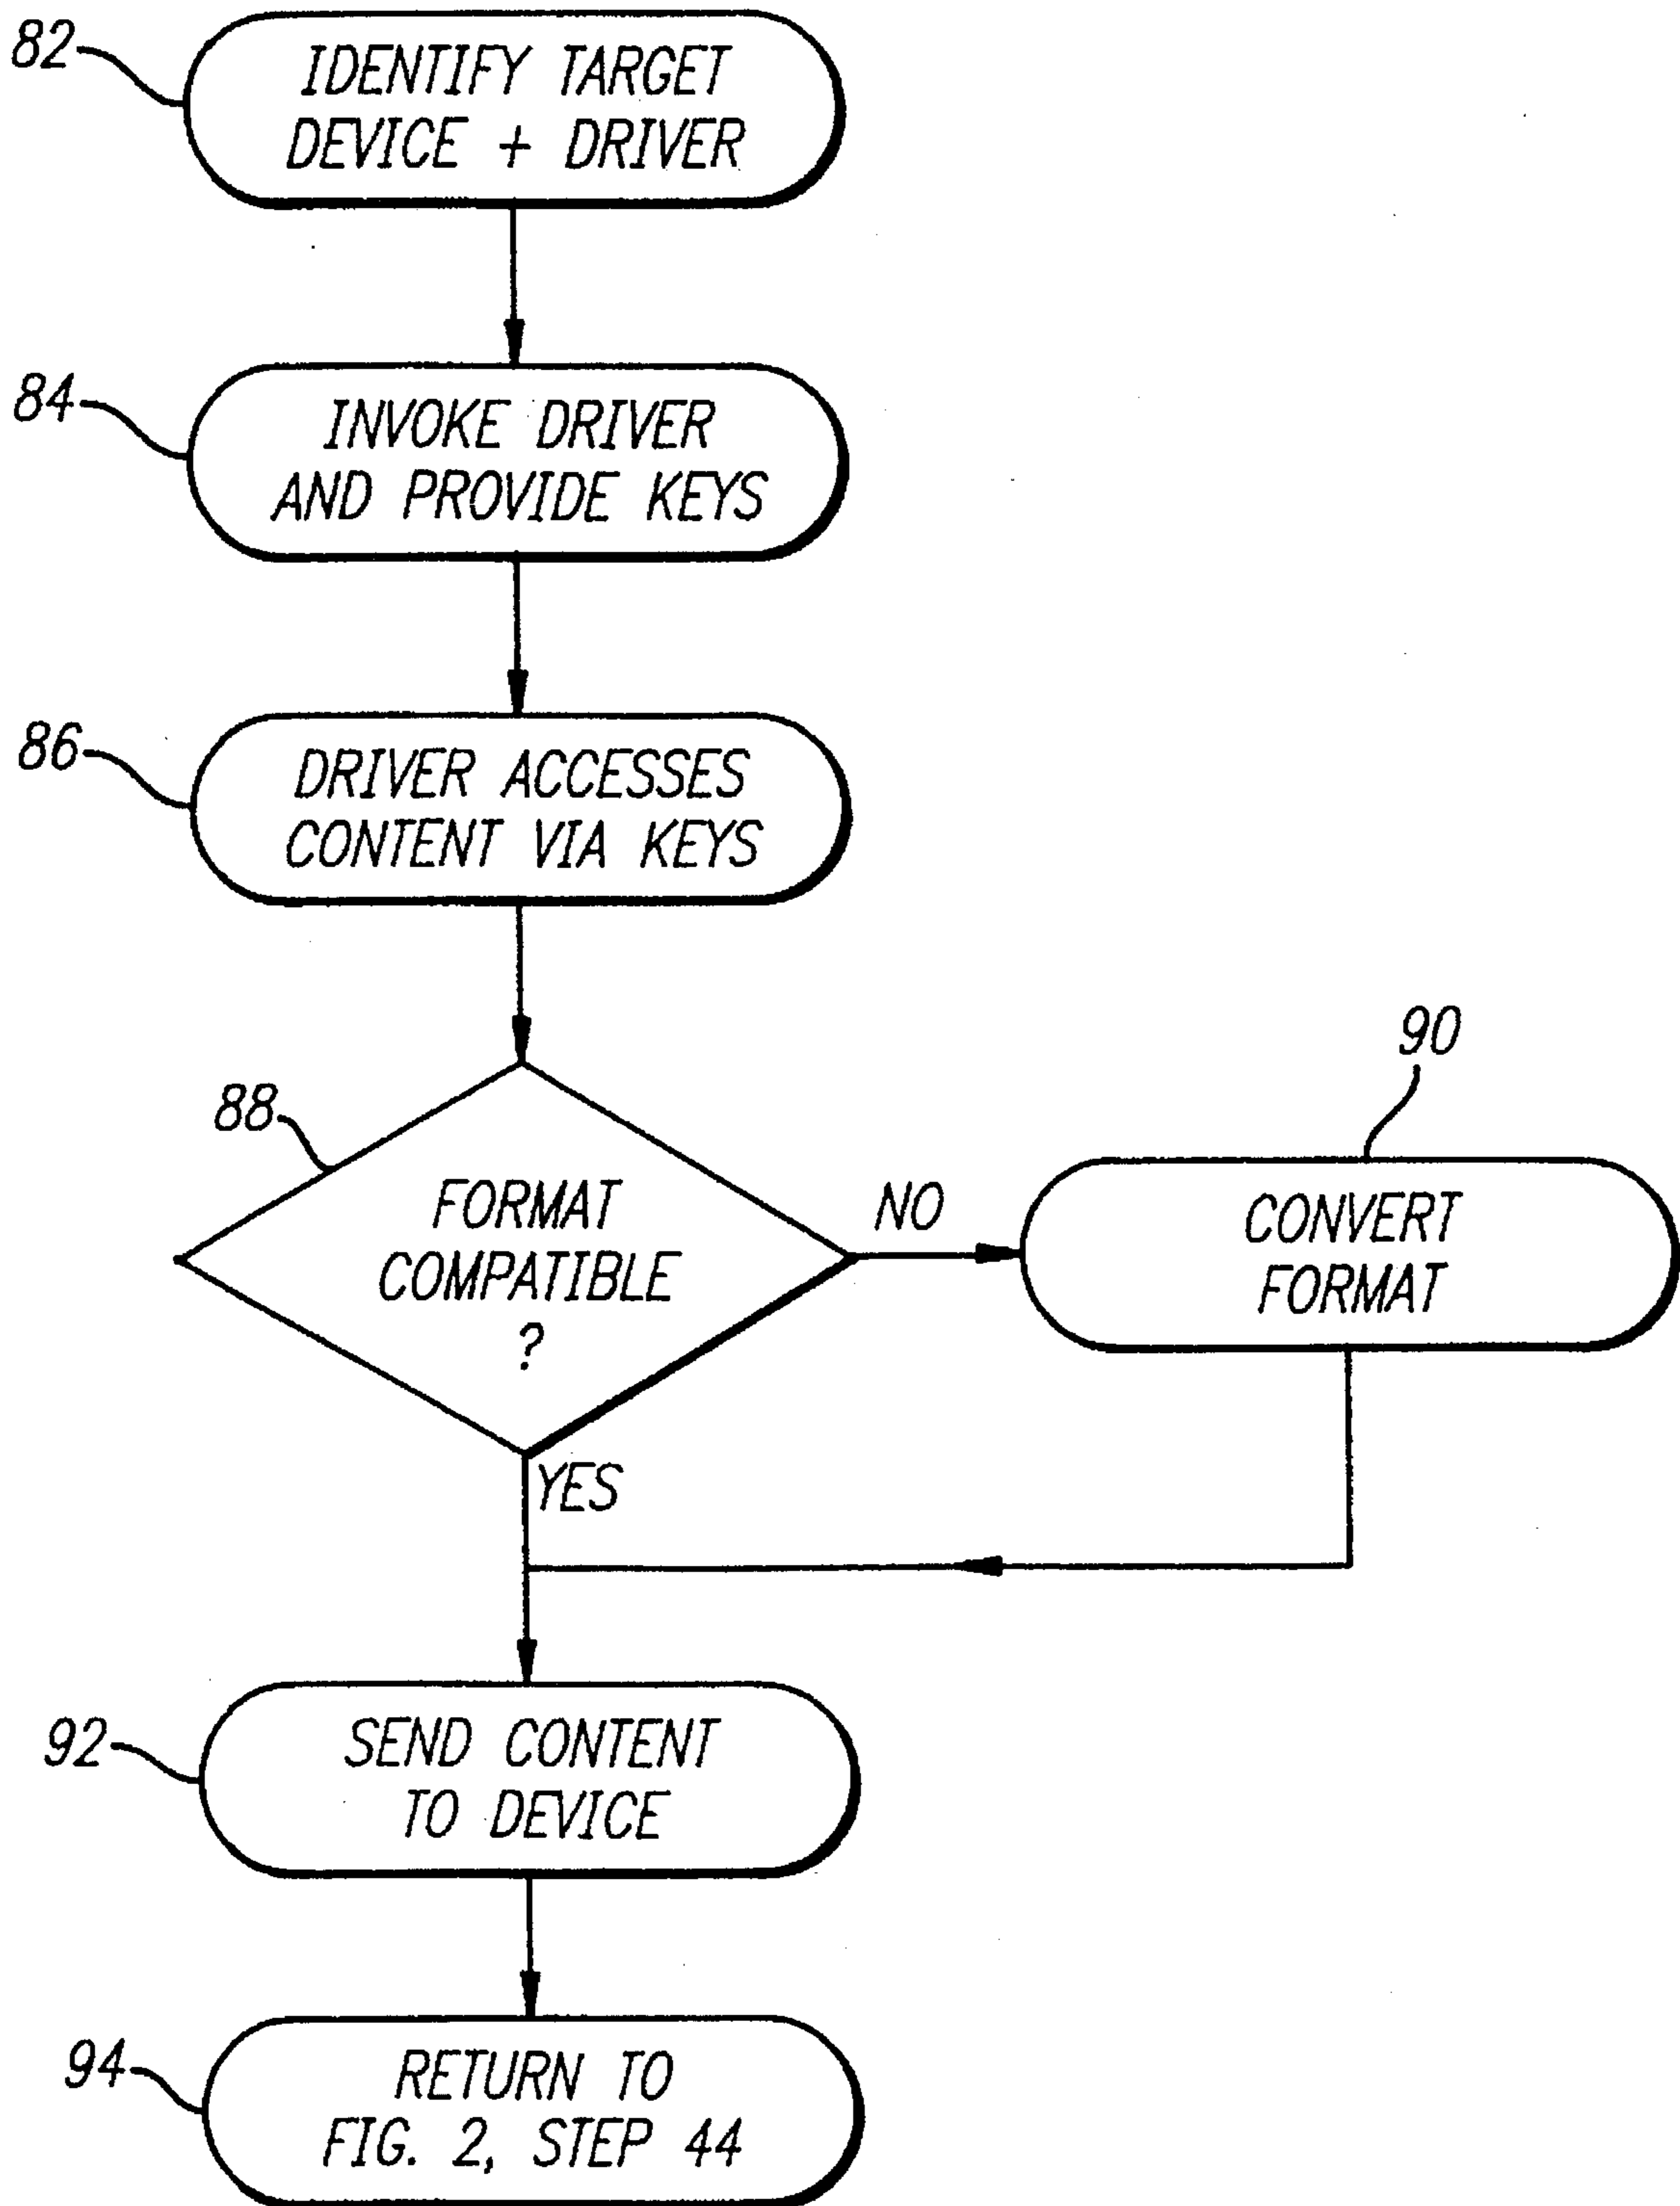 82
IDENTIFY TARGET
DEVICE + DRIVER
84
INVOKE DRIVER
AND PROVIDE KEYS
86
DRIVER ACCESSES
CONTENT VIA KEYS
88
FORMAT
COMPATIBLE
?
NO
90
CONVERT
FORMAT
YES
92
SEND CONTENT
TO DEVICE
94
RETURN TO
FIG. 2, STEP 44